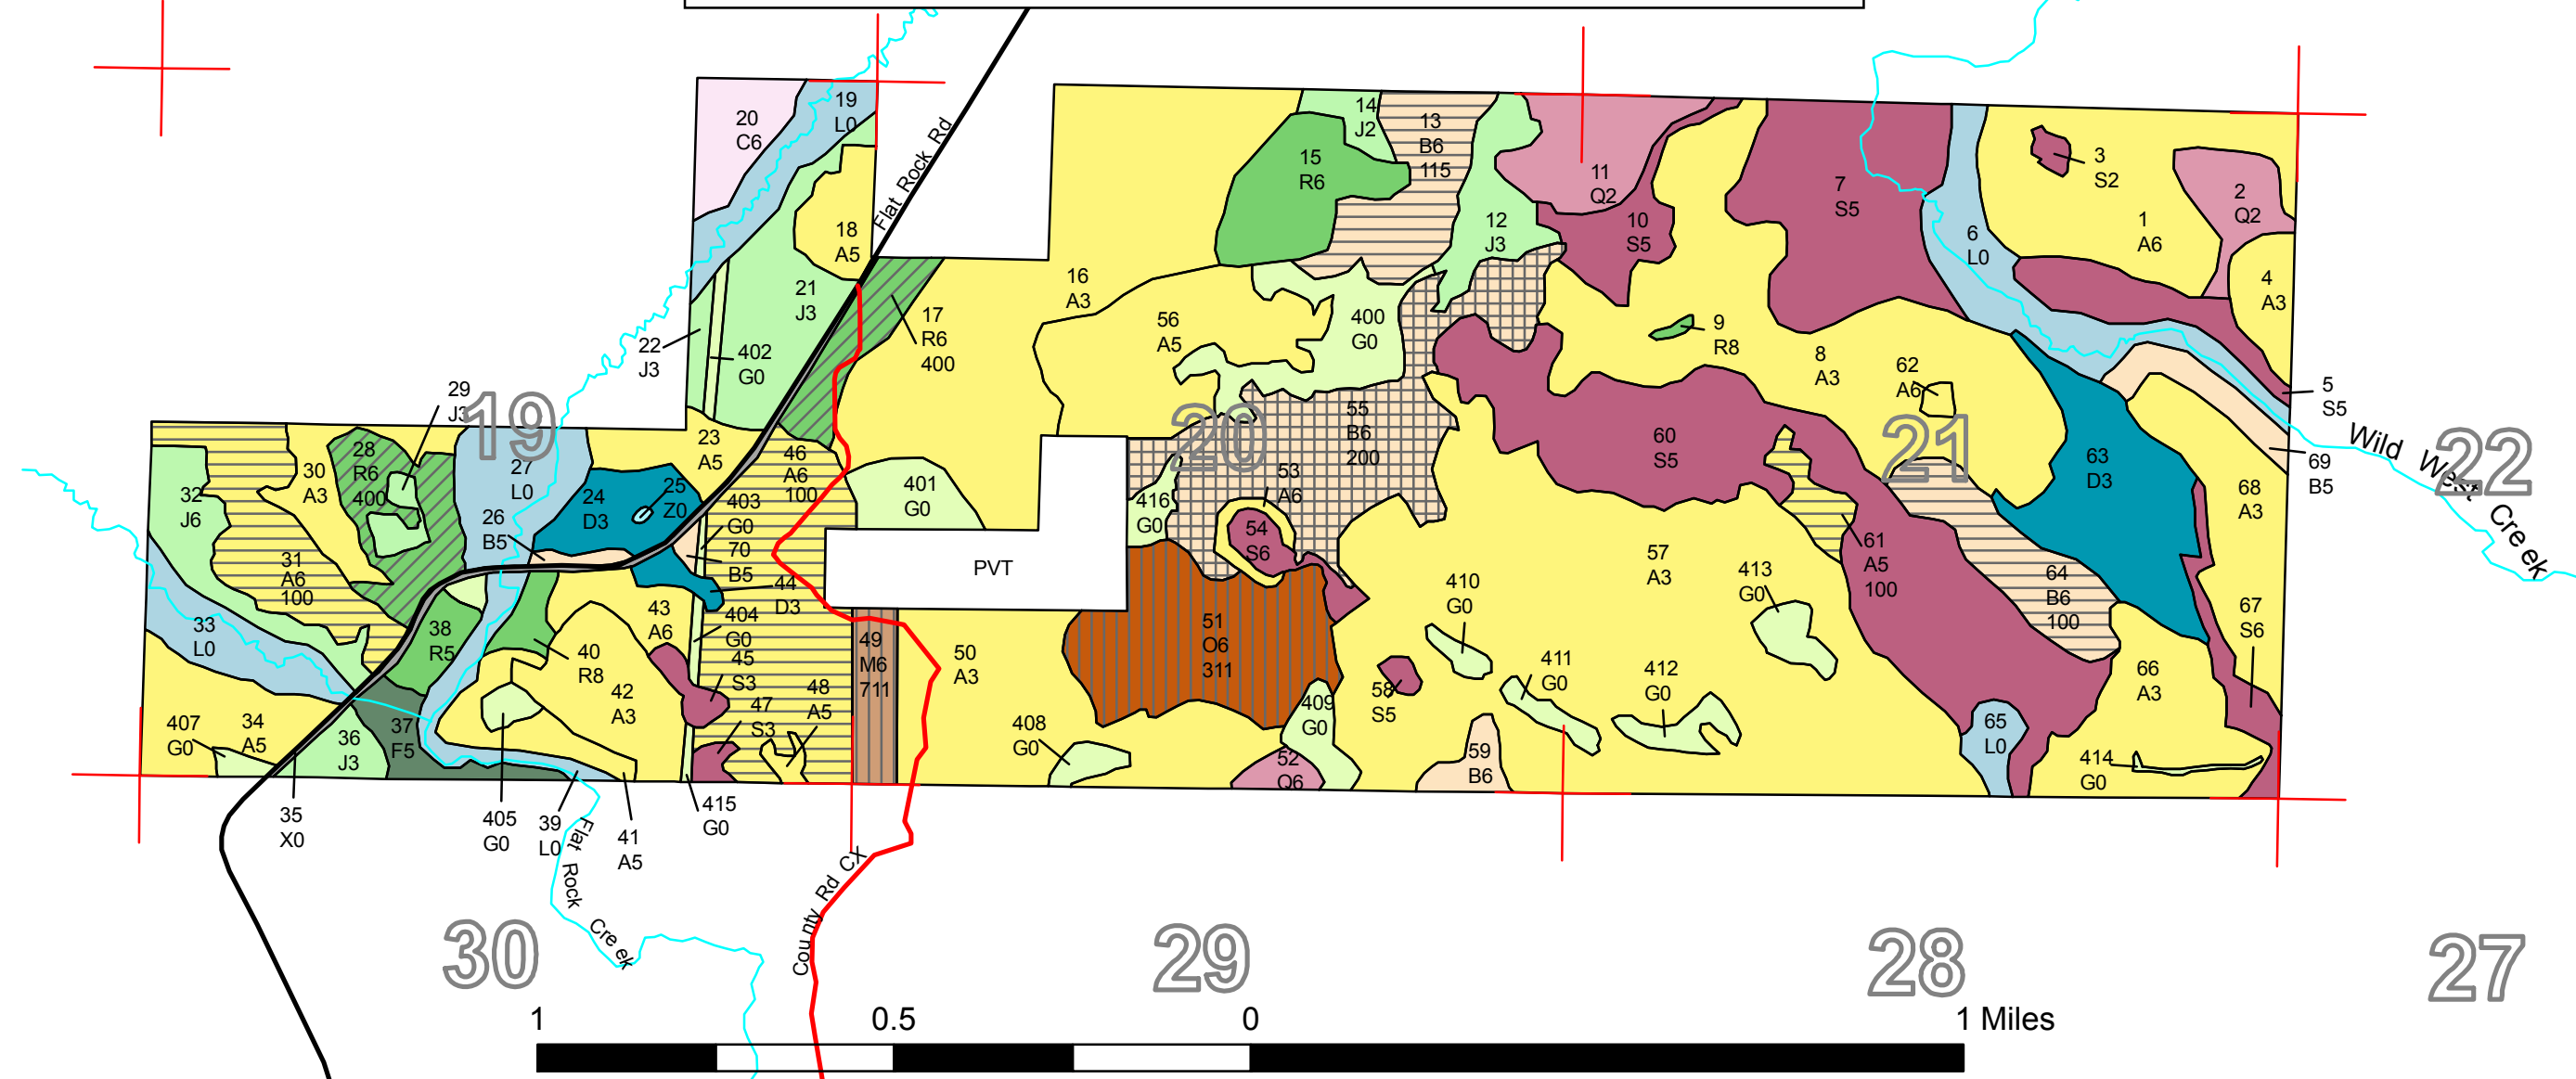 19
L0
20
C6
Flat Rock Rd
14
J2
13
B6
115
15
R6
11
Q2
7
S5
3
S2
2
Q2
1
A6
18
A5
12
J3
10
S5
6
L0
4
A3
16
A3
21
J3
17
R6
400
56
A5
400
G0
9
R8
8
A3
62
A6
22
J3
402
G0
29
J3
19
5
S5
20
21
Wild West Creek
22
23
A5
28
R6
400
30
A3
27
L0
46
A6
100
55
B6
200
60
S5
63
D3
69
B5
32
J6
24
D3
25
Z0
403
G0
401
G0
53
A6
416
G0
68
A3
26
B5
54
S6
31
A6
100
70
B5
PVT
57
A3
61
A5
100
413
G0
410
G0
64
B6
100
44
D3
43
A6
404
G0
33
L0
38
R5
40
R8
45
S3
49
M6
711
50
A3
51
O6
311
411
G0
412
G0
67
S6
66
A3
42
A3
48
A5
47
S3
58
S5
409
G0
407
G0
34
A5
36
J3
37
F5
408
G0
52
Q6
59
B6
65
L0
414
G0
35
X0
405
G0
39
L0
41
A5
415
G0
Flat Rock Creek
County Rd CX
30
29
28
27
1 0.5 0 1 Miles